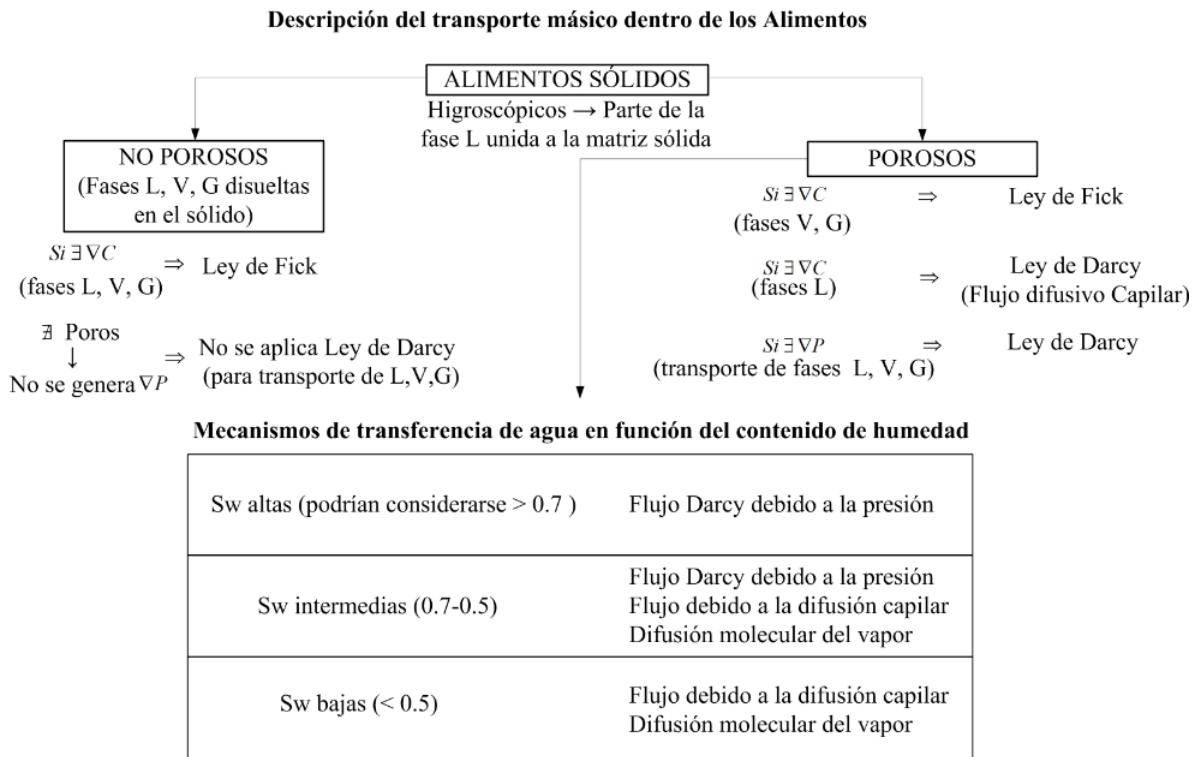 Descripción del transporte másico dentro de los Alimentos
ALIMENTOS SÓLIDOS
Higroscópicos → Parte de la
fase L unida a la matriz sólida
NO POROSOS
(Fases L, V, G disueltas
en el sólido)
Si ∃ ∇C
(fases L, V, G)
⇒ Ley de Fick
∄ Poros
↓
No se genera ∇P
⇒ No se aplica Ley de Darcy
(para transporte de L,V,G)
POROSOS
Si ∃ ∇C ⇒ Ley de Fick
(fases V, G)
Si ∃ ∇C ⇒ Ley de Darcy
(fases L) (Flujo difusivo Capilar)
Si ∃ ∇P ⇒ Ley de Darcy
(transporte de fases L, V, G)
Mecanismos de transferencia de agua en función del contenido de humedad
Sw altas (podrían considerarse > 0.7 ) Flujo Darcy debido a la presión
Sw intermedias (0.7-0.5)
Flujo Darcy debido a la presión
Flujo debido a la difusión capilar
Difusión molecular del vapor
Sw bajas (< 0.5)
Flujo debido a la difusión capilar
Difusión molecular del vapor